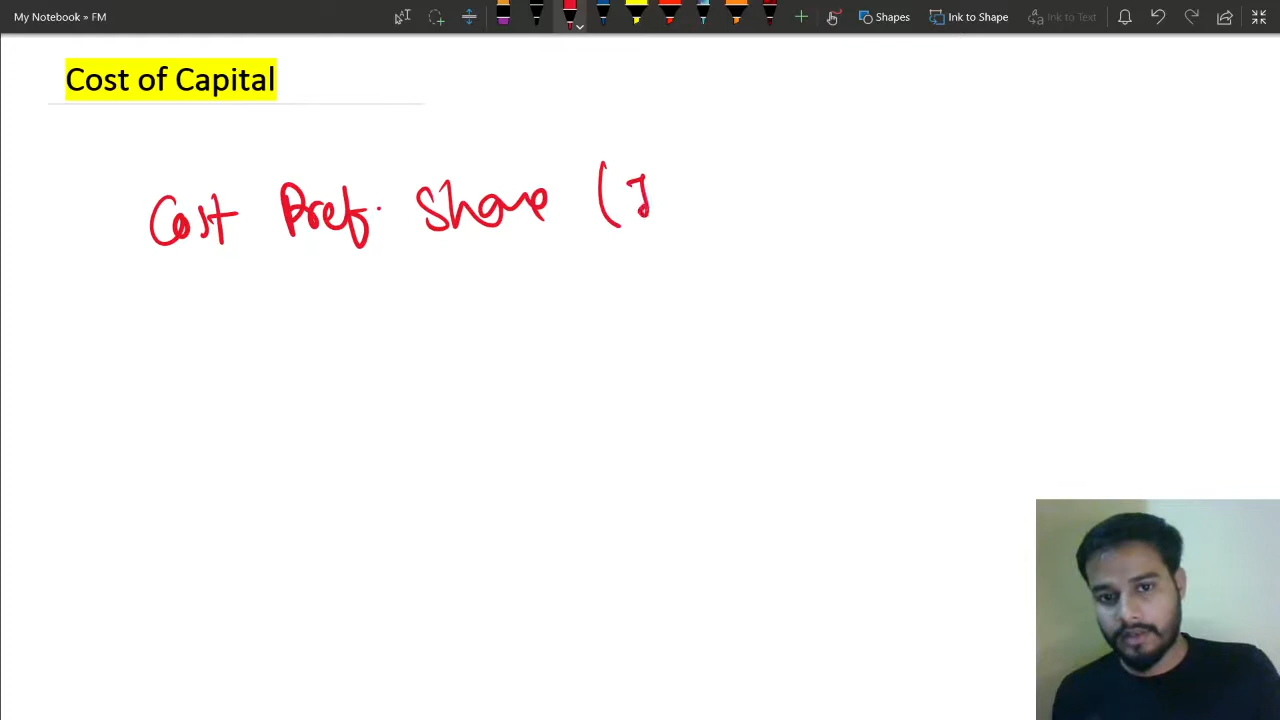 My Notebook » FM
Shapes
Ink to Shape
Ink to Text
Cost of Capital
Cost Pref. Share (I